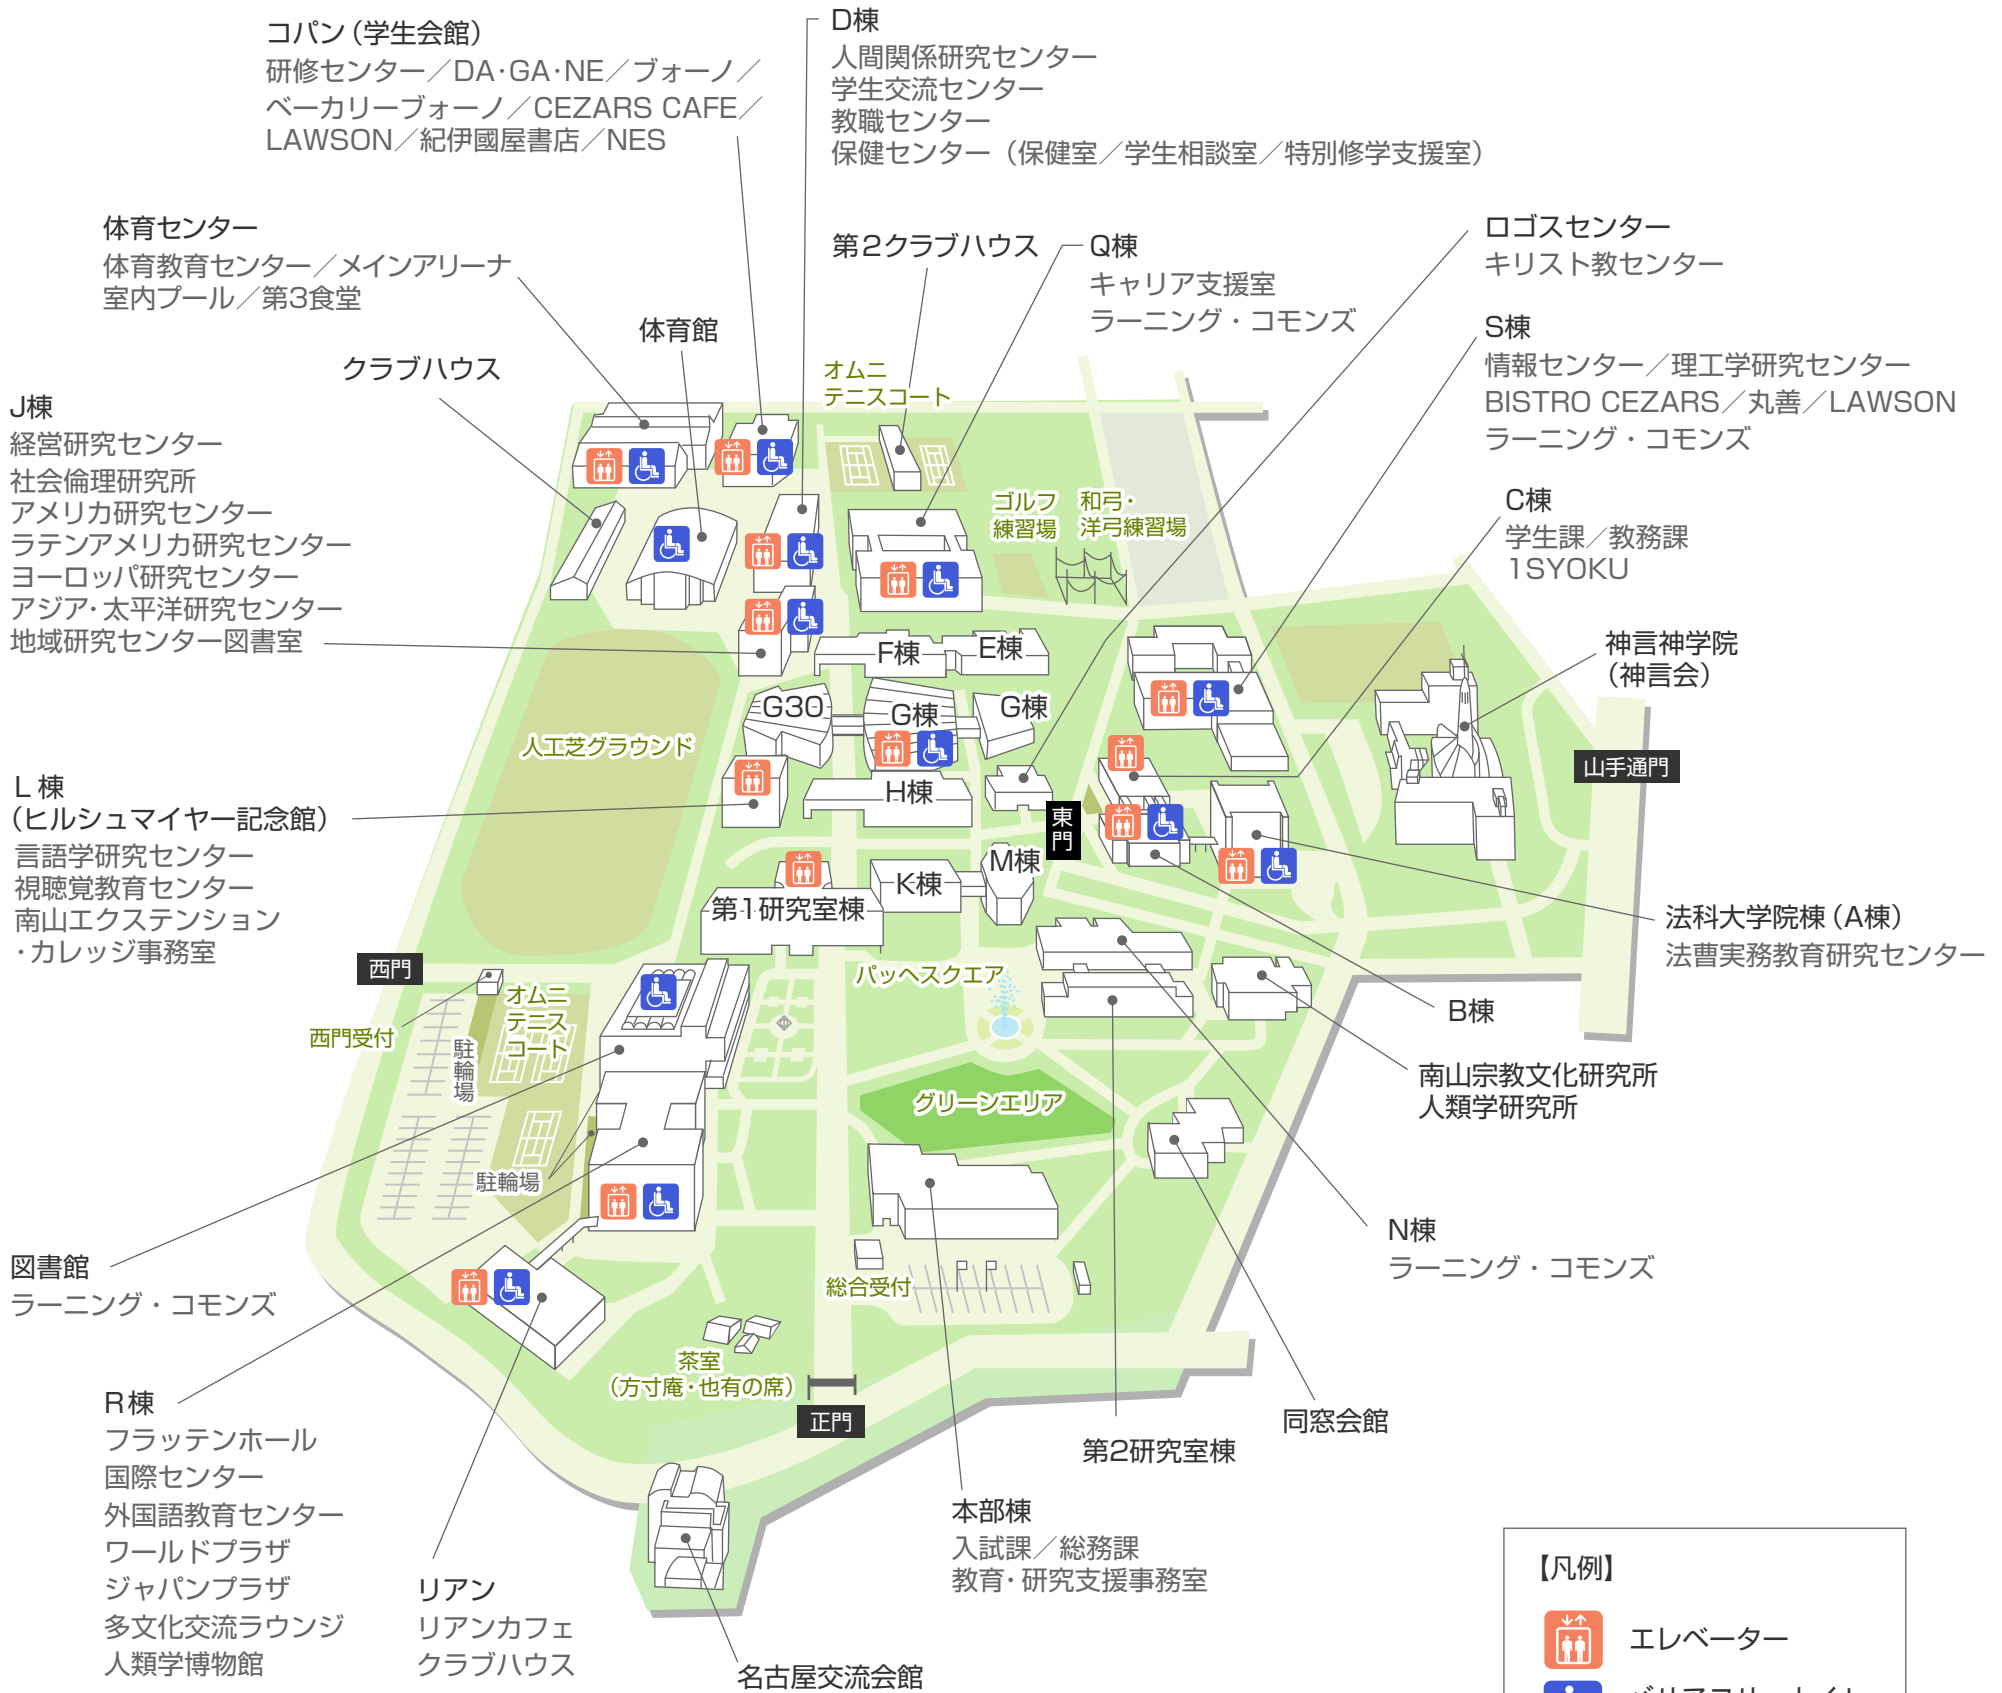 コパン（学生会館）
研修センター／DA・GA・NE／ブォーノ／
ベーカリーブォーノ／CEZARS CAFE／
LAWSON／紀伊國屋書店／NES
D棟
人間関係研究センター
学生交流センター
教職センター
保健センター（保健室／学生相談室／特別修学支援室）
体育センター
体育教育センター／メインアリーナ
室内プール／第3食堂
体育館
クラブハウス
第2クラブハウス
オムニ
テニスコート
Q棟
キャリア支援室
ラーニング・コモンズ
ロゴスセンター
キリスト教センター
S棟
情報センター／理工学研究センター
BISTRO CEZARS／丸善／LAWSON
ラーニング・コモンズ
C棟
学生課／教務課
1SYOKU
J棟
経営研究センター
社会倫理研究所
アメリカ研究センター
ラテンアメリカ研究センター
ヨーロッパ研究センター
アジア・太平洋研究センター
地域研究センター図書室
ゴルフ
練習場
和弓・
洋弓練習場
F棟
E棟
G30
G棟
G棟
H棟
人工芝グラウンド
神言神学院
（神言会）
山手通門
L棟
（ヒルシュマイヤー記念館）
言語学研究センター
視聴覚教育センター
南山エクステンション
・カレッジ事務室
東門
M棟
K棟
第1研究室棟
法科大学院棟（A棟）
法曹実務教育研究センター
西門
西門受付
オムニ
テニス
コート
駐輪場
駐輪場
パッヘスクエア
B棟
南山宗教文化研究所
人類学研究所
グリーンエリア
N棟
ラーニング・コモンズ
図書館
ラーニング・コモンズ
総合受付
茶室
（方寸庵・也有の席）
正門
R棟
フラッテンホール
国際センター
外国語教育センター
ワールドプラザ
ジャパンプラザ
多文化交流ラウンジ
人類学博物館
リアン
リアンカフェ
クラブハウス
名古屋交流会館
本部棟
入試課／総務課
教育・研究支援事務室
第2研究室棟
同窓会館
【凡例】
エレベーター